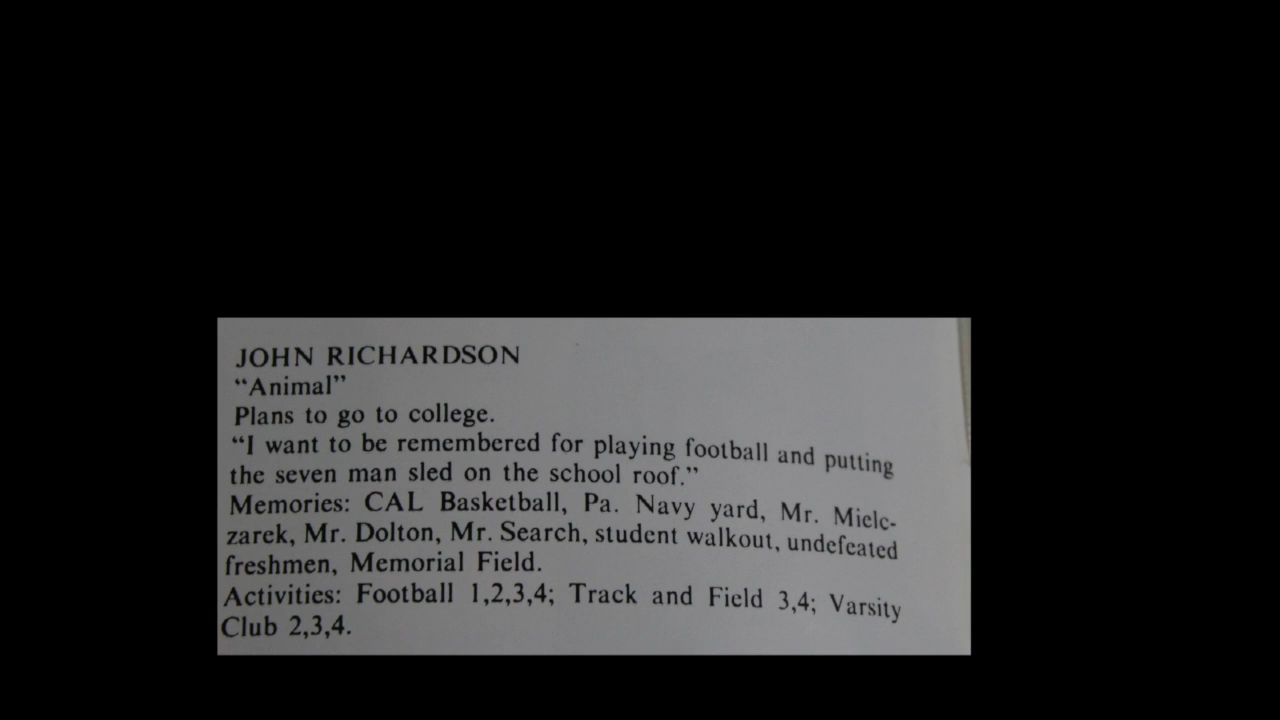 JOHN RICHARDSON
“Animal”
Plans to go to college.
“I want to be remembered for playing football and putting
the seven man sled on the school roof.”
Memories: CAL Basketball, Pa. Navy yard, Mr. Mielc-
zarek, Mr. Dolton, Mr. Search, student walkout, undefeated
freshmen, Memorial Field.
Activities: Football 1,2,3,4; Track and Field 3,4; Varsity
Club 2,3,4.